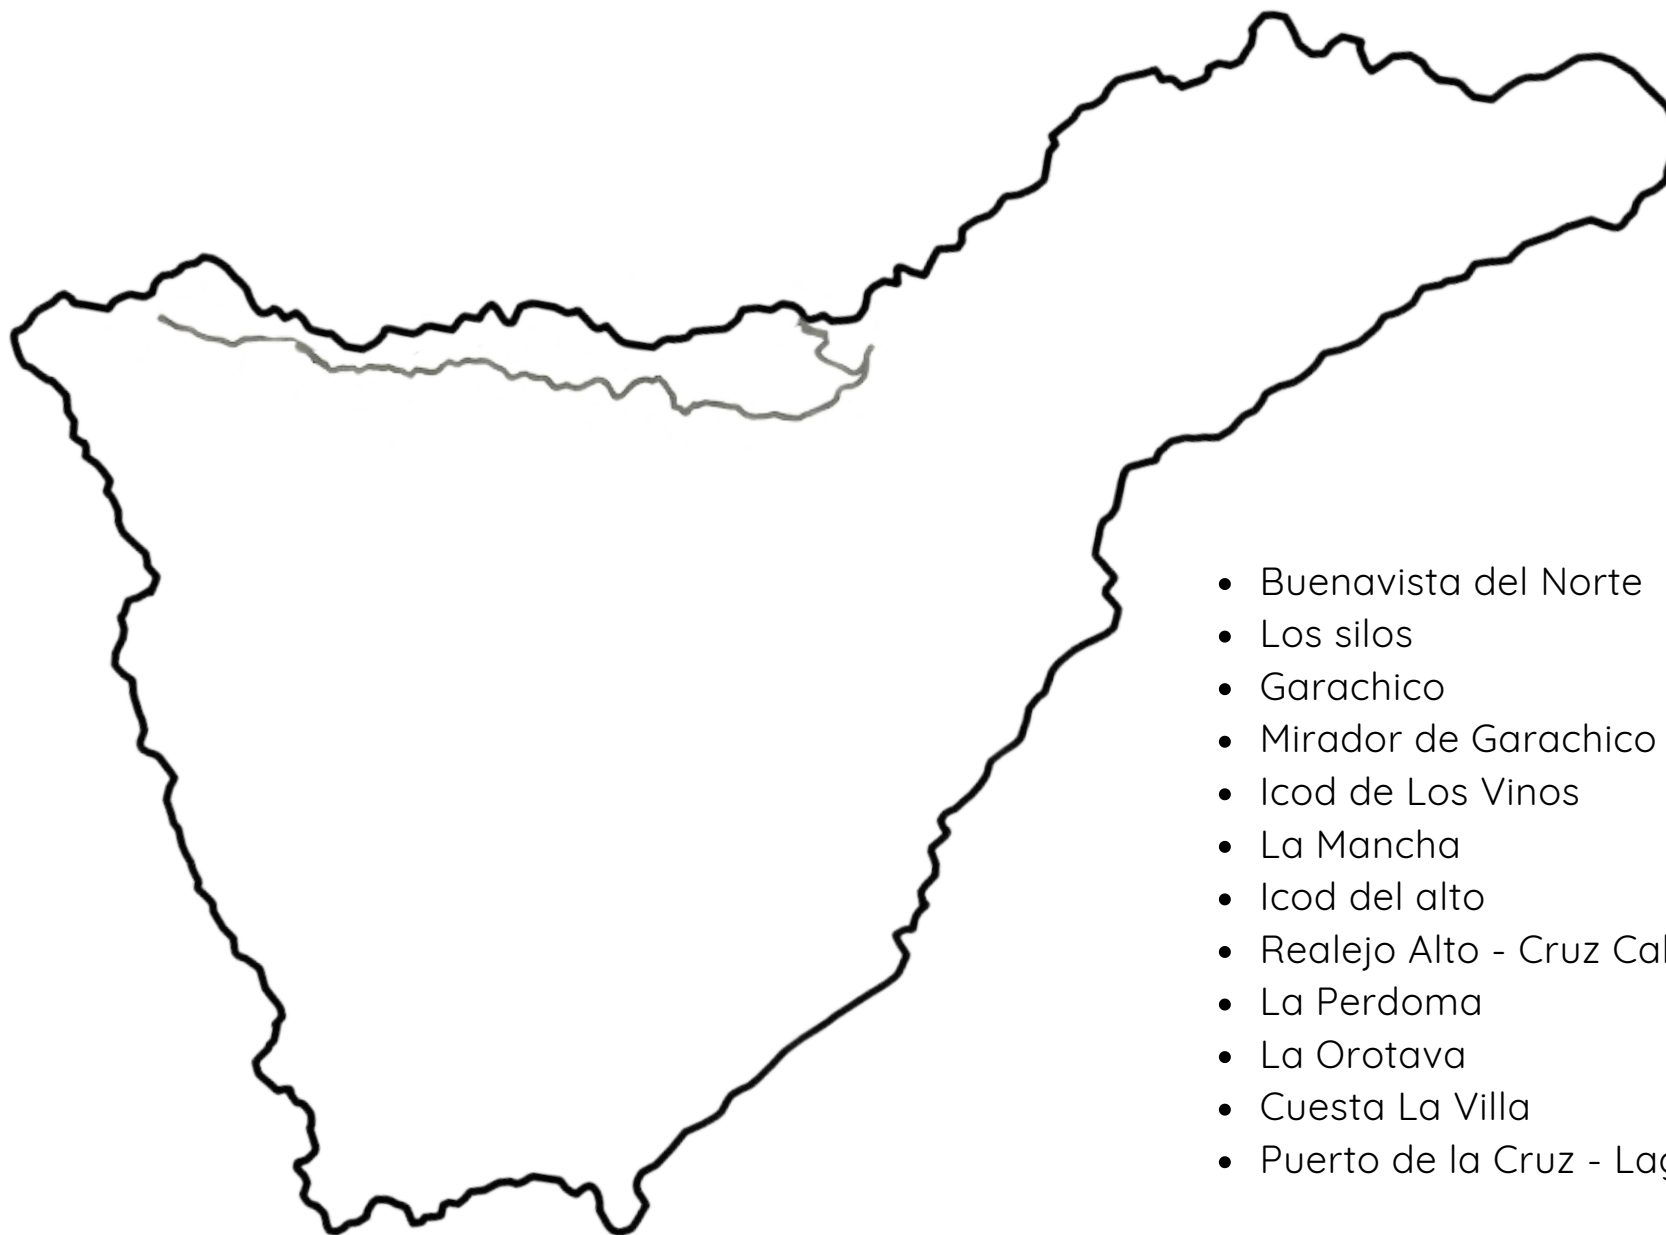 Buenavista del Norte
Los silos
Garachico
Mirador de Garachico
Icod de Los Vinos
La Mancha
Icod del alto
Realejo Alto - Cruz
La Perdoma
La Orotava
Cuesta La Villa
Puerto de la Cruz -